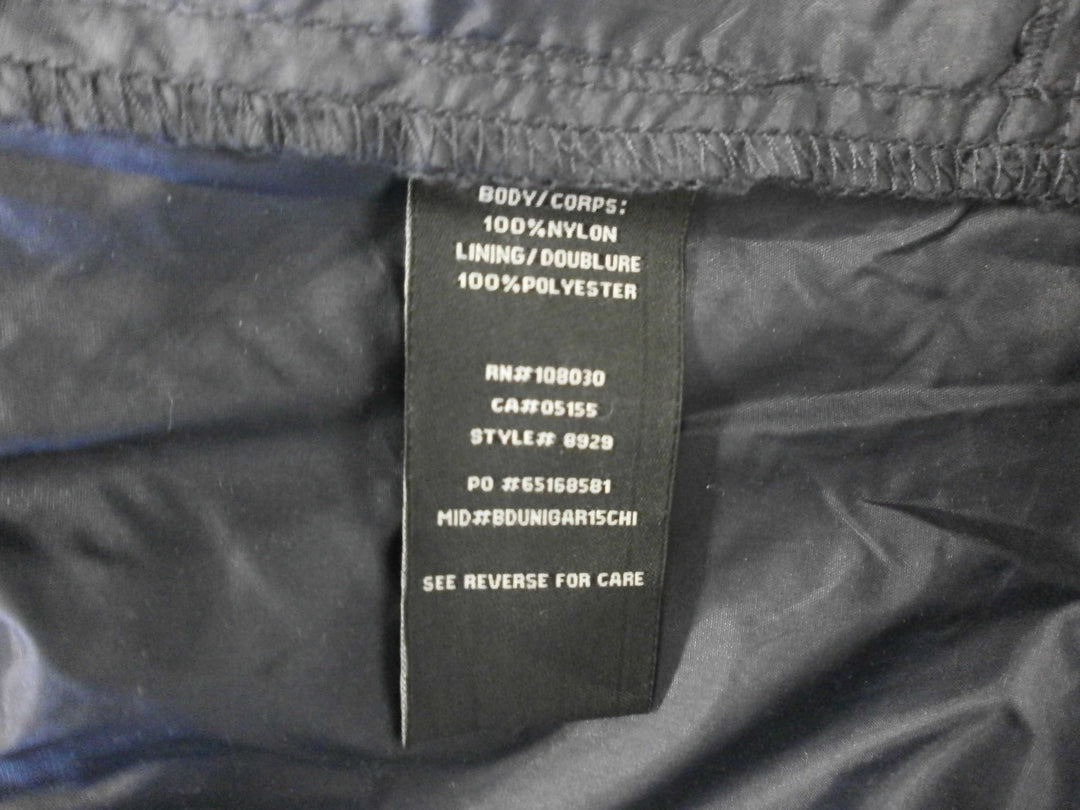 BODY/CORPS:
100%NYLON
LINING/DOUBLURE
100%POLYESTER
RN#108030
CA#05155
STYLE# 8929
PO #65168581
MID#BDUNIGAR15CHI
SEE REVERSE FOR CARE